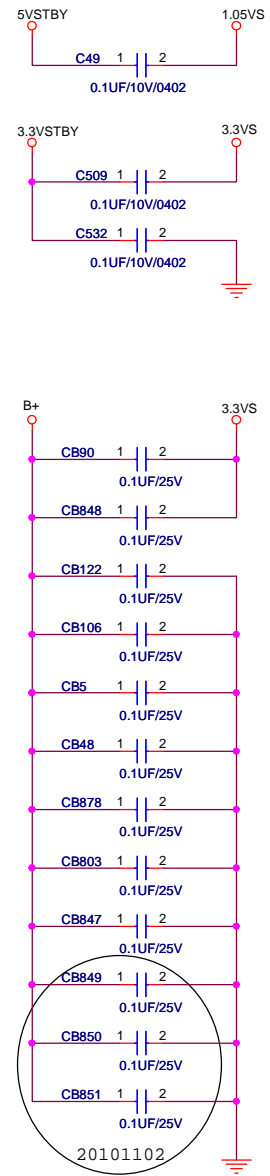 5VSTBY 1.05VS
C49 1 2
0.1UF/10V/0402
3.3VSTBY 3.3VS
C509 1 2
0.1UF/10V/0402
C532 1 2
0.1UF/10V/0402
B+ 3.3VS
CB90 1 2
0.1UF/25V
CB848 1 2
0.1UF/25V
CB122 1 2
0.1UF/25V
CB106 1 2
0.1UF/25V
CB5 1 2
0.1UF/25V
CB48 1 2
0.1UF/25V
CB878 1 2
0.1UF/25V
CB803 1 2
0.1UF/25V
CB847 1 2
0.1UF/25V
CB849 1 2
0.1UF/25V
CB850 1 2
0.1UF/25V
CB851 1 2
0.1UF/25V
20101102